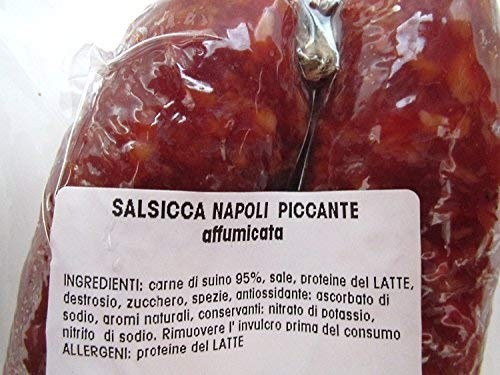 SALSICCA NAPOLI PICCANTE
affumicata
INGREDIENTI: carne di suino 95%, sale, proteine del LATTE,
destrosio, zucchero, spezie, antiossidante: ascorbato di
sodio, aromi naturali, conservanti: nitrato di potassio,
nitrito di sodio. Rimuovere l' invulcro prima del consumo
ALLERGENI: proteine del LATTE